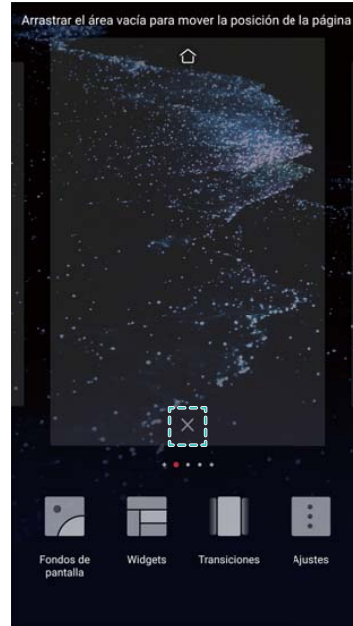 Arrastrar el área vacía para mover la posición de la página
Fondos de
pantalla
Widgets
Transiciones
Ajustes